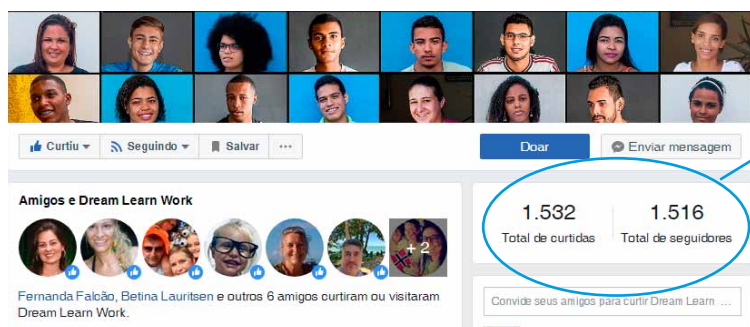 Curtiu
Seguindo
Salvar
Doar
Enviar mensagem
Amigos e Dream Learn Work
+ 2
Fernanda Falcão, Betina Lauritsen e outros 6 amigos curtiram ou visitaram
Dream Learn Work.
1.532
Total de curtidas
1.516
Total de seguidores
Convide seus amigos para curtir Dream Learn ...